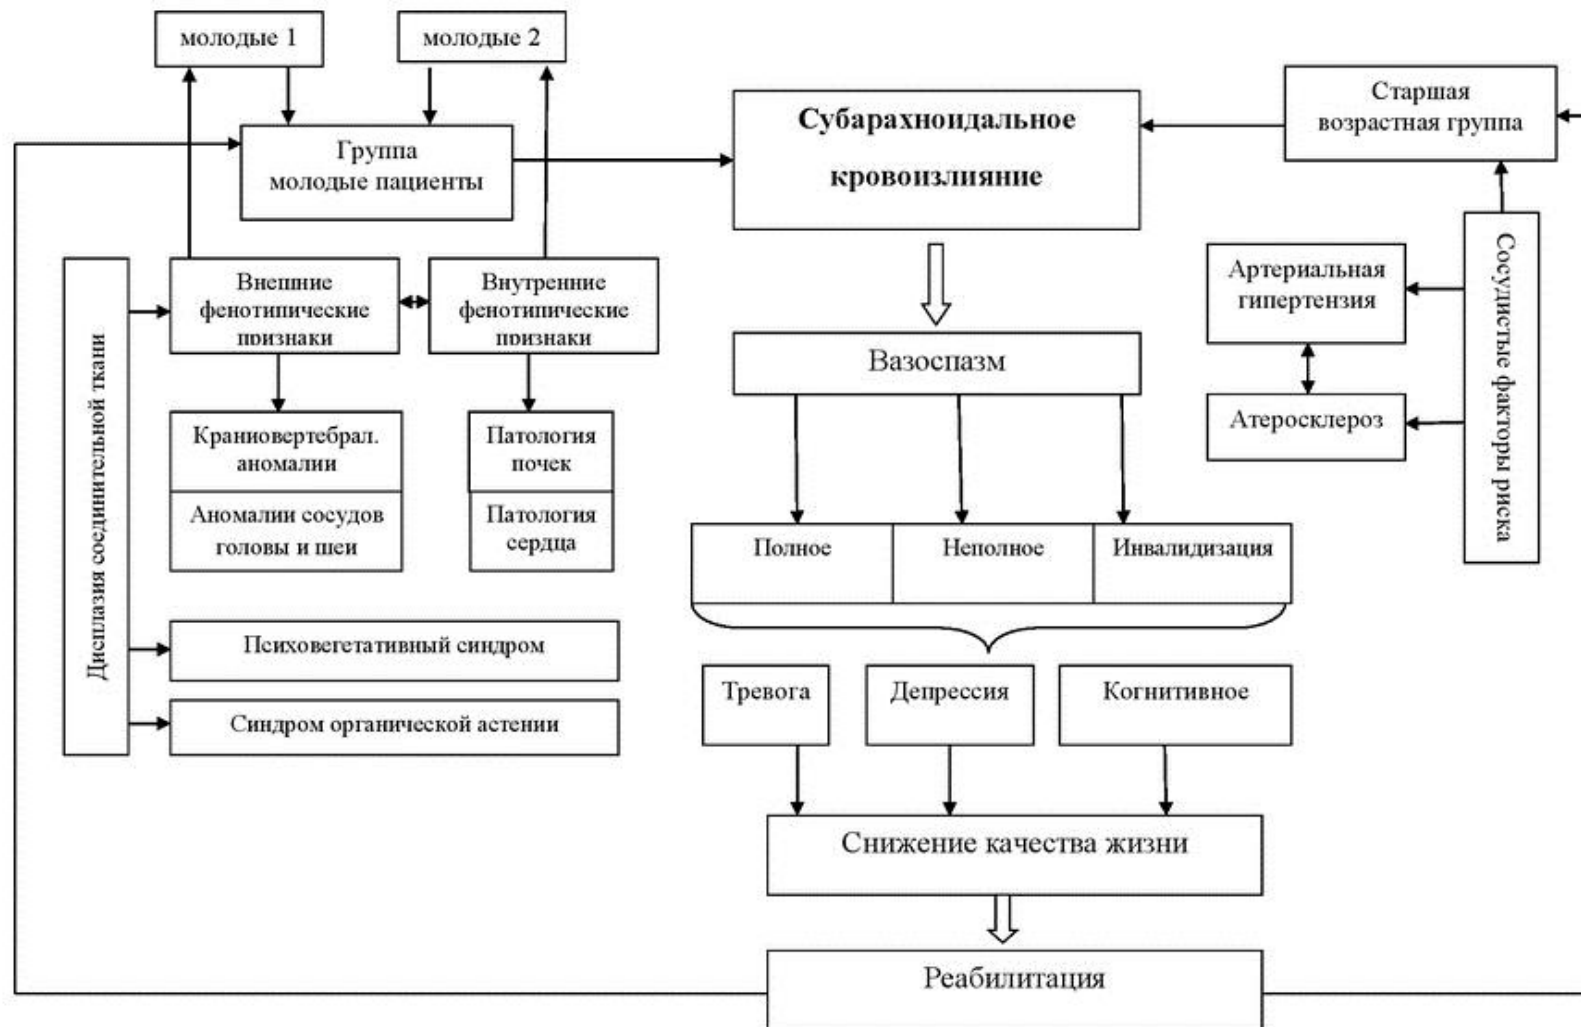 молодые 1
молодые 2
Группа
молодые пациенты
Субарахноидальное
кровоизлияние
Старшая
возрастная группа
Дисплазия соединительной ткани
Внешние
фенотипические
признаки
Внутренние
фенотипические
признаки
Артериальная
гипертензия
Сосудистые факторы риска
Вазоспазм
Атеросклероз
Краниовертебрал.
аномалии
Аномалии сосудов
головы и шеи
Патология
почек
Патология
сердца
Полное
Неполное
Инвалидизация
Психовегетативный синдром
Синдром органической астении
Тревога
Депрессия
Когнитивное
Снижение качества жизни
Реабилитация